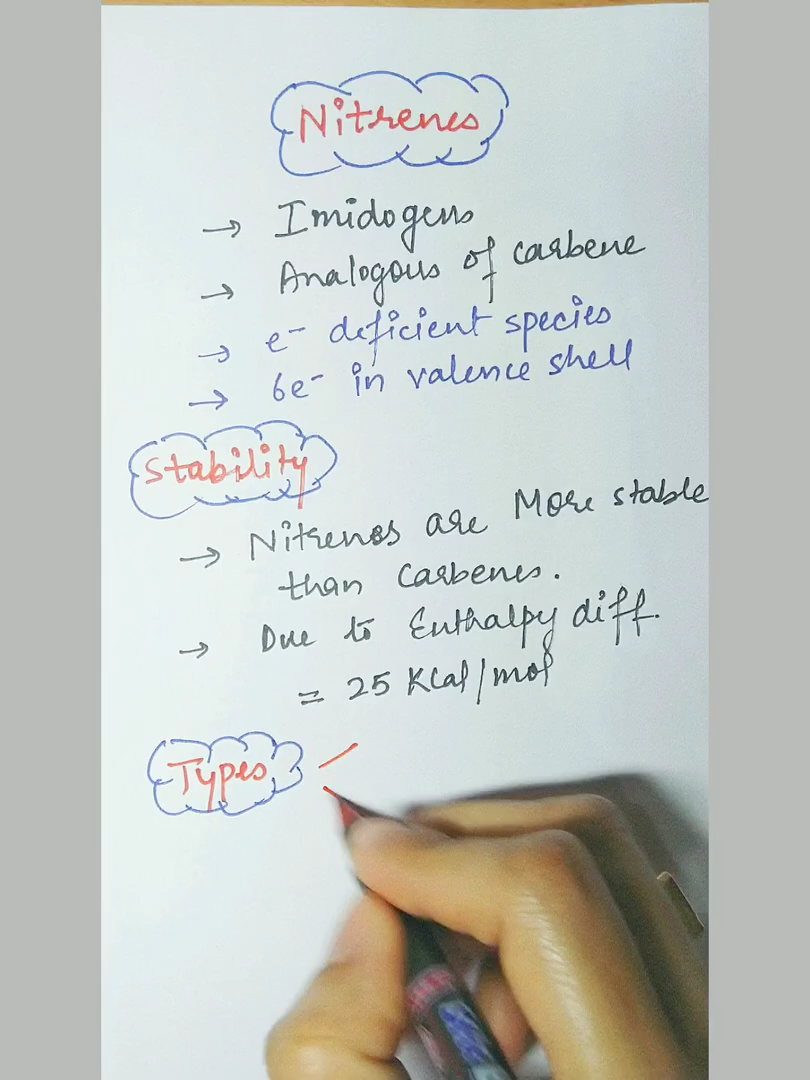 Nitrenes
→ Imidogens
→ Analogous of carbene
→ e⁻ deficient species
→ 6e⁻ in valence shell
Stability
→ Nitrenes are More stable
than Carbenes.
→ Due to Enthalpy diff.
= 25 Kcal/mol
Types